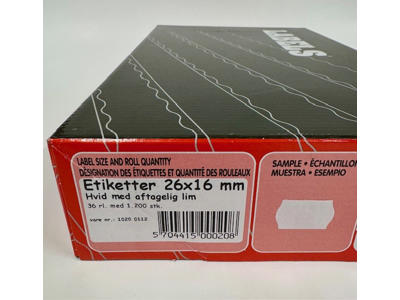 LABELS
LABEL SIZE AND ROLL QUANTITY
DÉSIGNATION DES ÉTIQUETTES ET QUANTITÉ DES ROULEAUX
Etiketter 26x16 mm
Hvid med aftagelig lim
36 rl. med 1.200 stk.
vare nr.: 1020 0112
5 704415 000208
SAMPLE • ÉCHANTILLON
MUESTRA • ESEMPIO